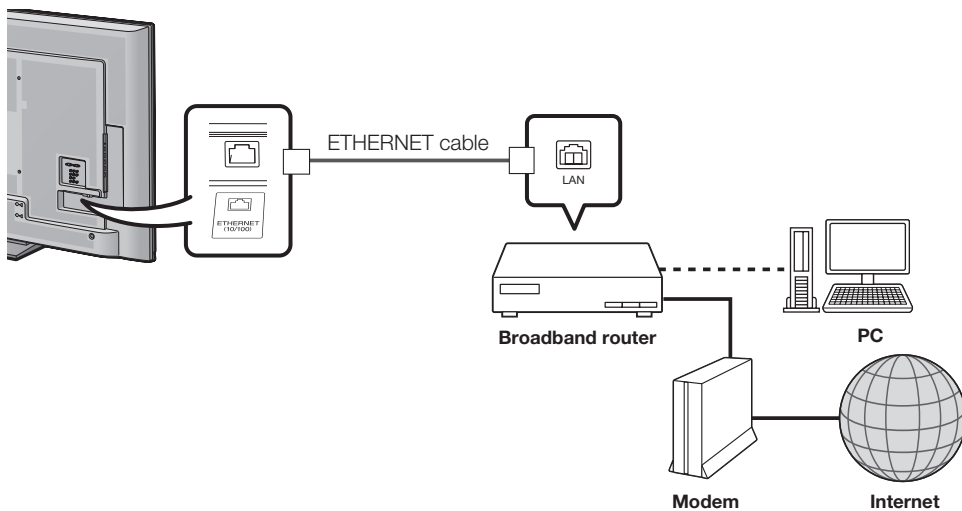 ETHERNET cable
LAN
ETHERNET
(10/100)
Broadband router
PC
Modem
Internet